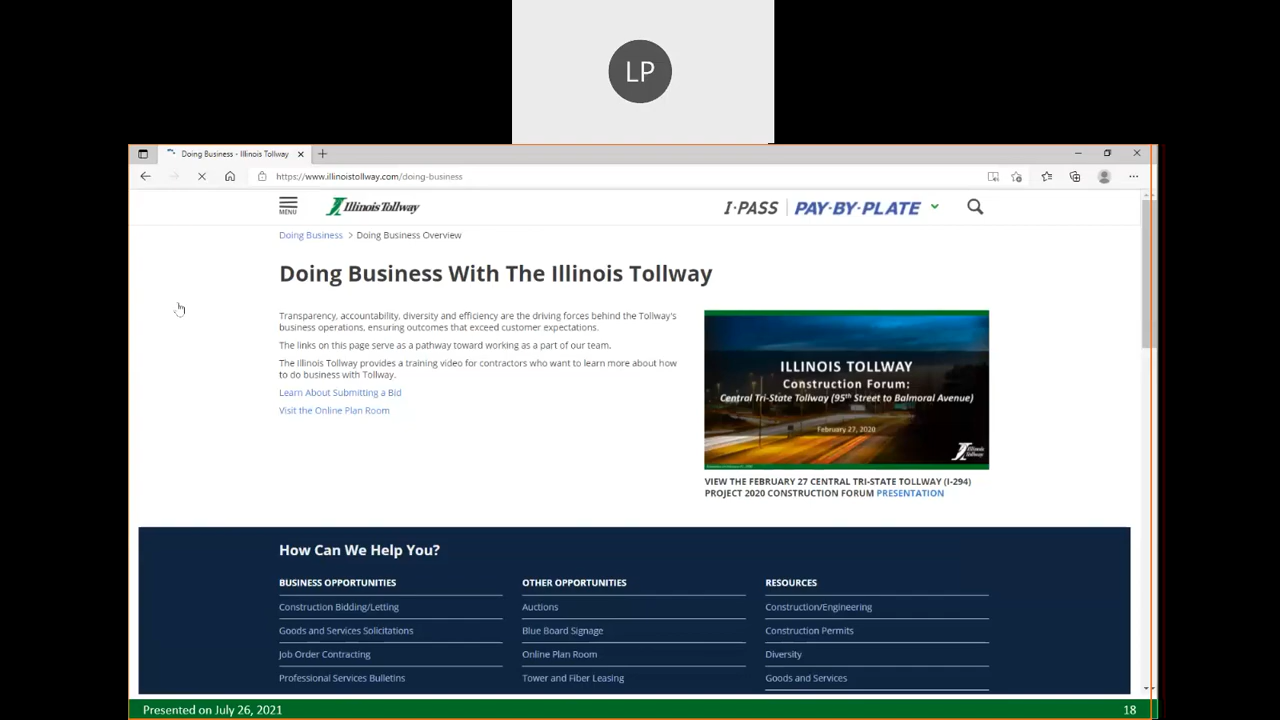 LP
Doing Business - Illinois Tollway
https://www.illinoistollway.com/doing-business
MENU
Illinois Tollway
I·PASS | PAY·BY·PLATE
Doing Business > Doing Business Overview
Doing Business With The Illinois Tollway
Transparency, accountability, diversity and efficiency are the driving forces behind the Tollway's
business operations, ensuring outcomes that exceed customer expectations.
The links on this page serve as a pathway toward working as a part of our team.
The Illinois Tollway provides a training video for contractors who want to learn more about how
to do business with Tollway.
Learn About Submitting a Bid
Visit the Online Plan Room
ILLINOIS TOLLWAY
Construction Forum:
Central Tri-State Tollway (95th Street to Balmoral Avenue)
February 27, 2020
Illinois
Tollway
VIEW THE FEBRUARY 27 CENTRAL TRI-STATE TOLLWAY (I-294)
PROJECT 2020 CONSTRUCTION FORUM PRESENTATION
How Can We Help You?
BUSINESS OPPORTUNITIES
Construction Bidding/Letting
Goods and Services Solicitations
Job Order Contracting
Professional Services Bulletins
OTHER OPPORTUNITIES
Auctions
Blue Board Signage
Online Plan Room
Tower and Fiber Leasing
RESOURCES
Construction/Engineering
Construction Permits
Diversity
Goods and Services
Presented on July 26, 2021
18